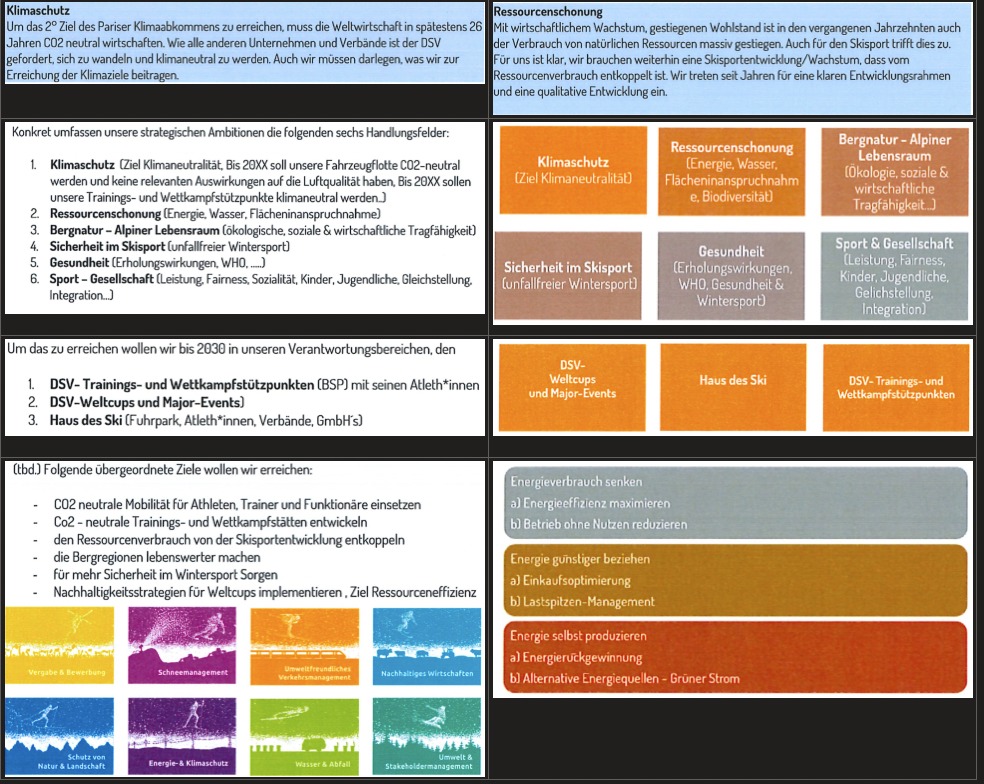 Klimaschutz
Um das 2° Ziel des Pariser Klimaabkommens zu erreichen, muss die Weltwirtschaft in spätestens 26
Jahren CO2 neutral wirtschaften. Wie alle anderen Unternehmen und Verbände ist der DSV
gefordert, sich zu wandeln und klimaneutral zu werden. Auch wir müssen darlegen, was wir zur
Erreichung der Klimaziele beitragen.
Ressourcenschonung
Mit wirtschaftlichem Wachstum, gestiegenen Wohlstand ist in den vergangenen Jahrzehnten auch
der Verbrauch von natürlichen Ressourcen massiv gestiegen. Auch für den Skisport trifft dies zu.
Für uns ist klar, wir brauchen weiterhin eine Skisportentwicklung/Wachstum, dass vom
Ressourcenverbrauch entkoppelt ist. Wir treten seit Jahren für eine klaren Entwicklungsrahmen
und eine qualitative Entwicklung ein.
Konkret umfassen unsere strategischen Ambitionen die folgenden sechs Handlungsfelder:
1. Klimaschutz (Ziel Klimaneutralität, Bis 20XX soll unsere Fahrzeugflotte CO2-neutral
werden und keine relevanten Auswirkungen auf die Luftqualität haben, Bis 20XX sollen
unsere Trainings- und Wettkampfstützpunkte klimaneutral werden..)
2. Ressourcenschonung (Energie, Wasser, Flächeninanspruchnahme)
3. Bergnatur – Alpiner Lebensraum (ökologische, soziale & wirtschaftliche Tragfähigkeit)
4. Sicherheit im Skisport (unfallfreier Wintersport)
5. Gesundheit (Erholungswirkungen, WHO, .....)
6. Sport – Gesellschaft (Leistung, Fairness, Sozialität, Kinder, Jugendliche, Gleichstellung,
Integration...)
Klimaschutz
(Ziel Klimaneutralität)
Ressourcenschonung
(Energie, Wasser,
Flächeninanspruchnahm
e, Biodiversität)
Bergnatur – Alpiner
Lebensraum
(Ökologie, soziale &
wirtschaftliche
Tragfähigkeit...)
Sicherheit im Skisport
(unfallfreier Wintersport)
Gesundheit
(Erholungswirkungen,
WHO, Gesundheit &
Wintersport)
Sport & Gesellschaft
(Leistung, Fairness,
Kinder, Jugendliche,
Gelichstellung,
Integration)
Um das zu erreichen wollen wir bis 2030 in unseren Verantwortungsbereichen, den
1. DSV- Trainings- und Wettkampfstützpunkten (BSP) mit seinen Atleth*innen
2. DSV-Weltcups und Major-Events)
3. Haus des Ski (Fuhrpark, Atleth*innen, Verbände, GmbH´s)
DSV-
Weltcups
und Major-Events
Haus des Ski
DSV- Trainings- und
Wettkampfstützpunkten
(tbd.) Folgende übergeordnete Ziele wollen wir erreichen:
- CO2 neutrale Mobilität für Athleten, Trainer und Funktionäre einsetzen
- Co2 - neutrale Trainings- und Wettkampfstätten entwickeln
- den Ressourcenverbrauch von der Skisportentwicklung entkoppeln
- die Bergregionen lebenswerter machen
- für mehr Sicherheit im Wintersport Sorgen
- Nachhaltigkeitsstrategien für Weltcups implementieren , Ziel Ressourceneffizienz
Vergabe & Bewerbung
Schneemanagement
Umweltfreundliches
Verkehrsmanagement
Nachhaltiges Wirtschaften
Schutz von
Natur & Landschaft
Energie- & Klimaschutz
Wasser & Abfall
Umwelt &
Stakeholdermanagement
Energieverbrauch senken
a) Energieeffizienz maximieren
b) Betrieb ohne Nutzen reduzieren
Energie günstiger beziehen
a) Einkaufsoptimierung
b) Lastspitzen-Management
Energie selbst produzieren
a) Energierückgewinnung
b) Alternative Energiequellen - Grüner Strom